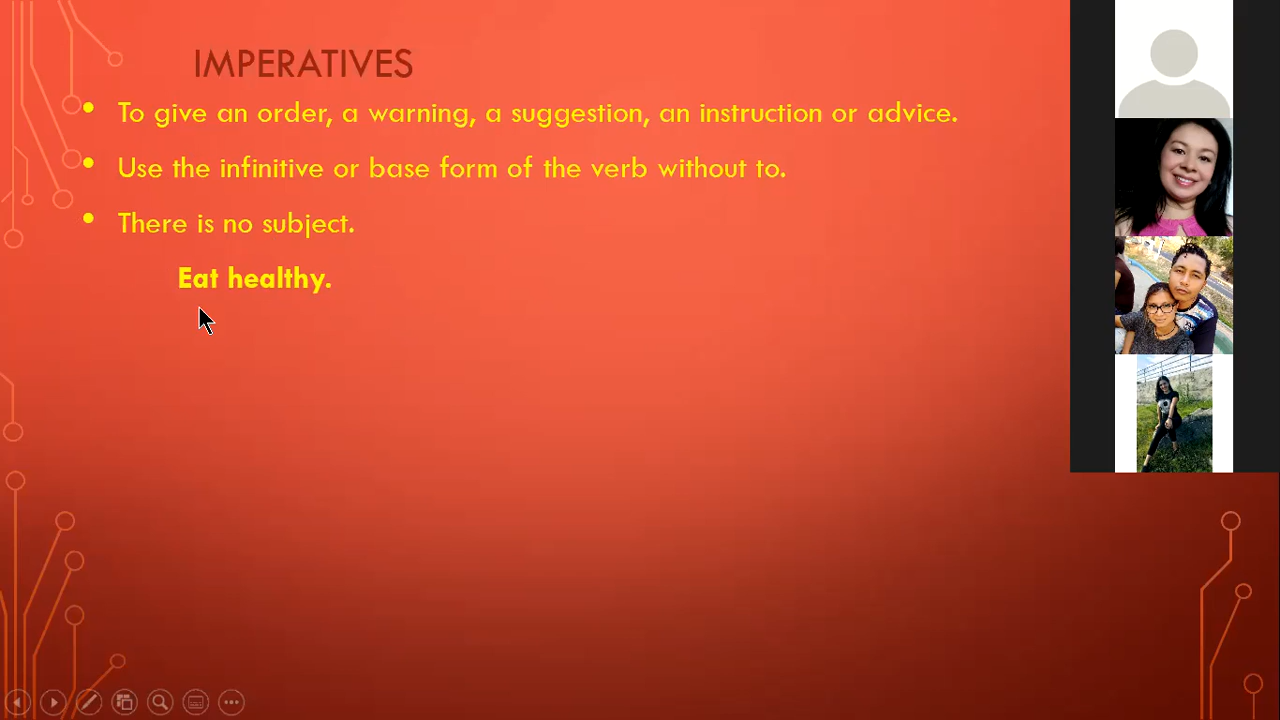 IMPERATIVES
• To give an order, a warning, a suggestion, an instruction or advice.
• Use the infinitive or base form of the verb without to.
• There is no subject.
Eat healthy.